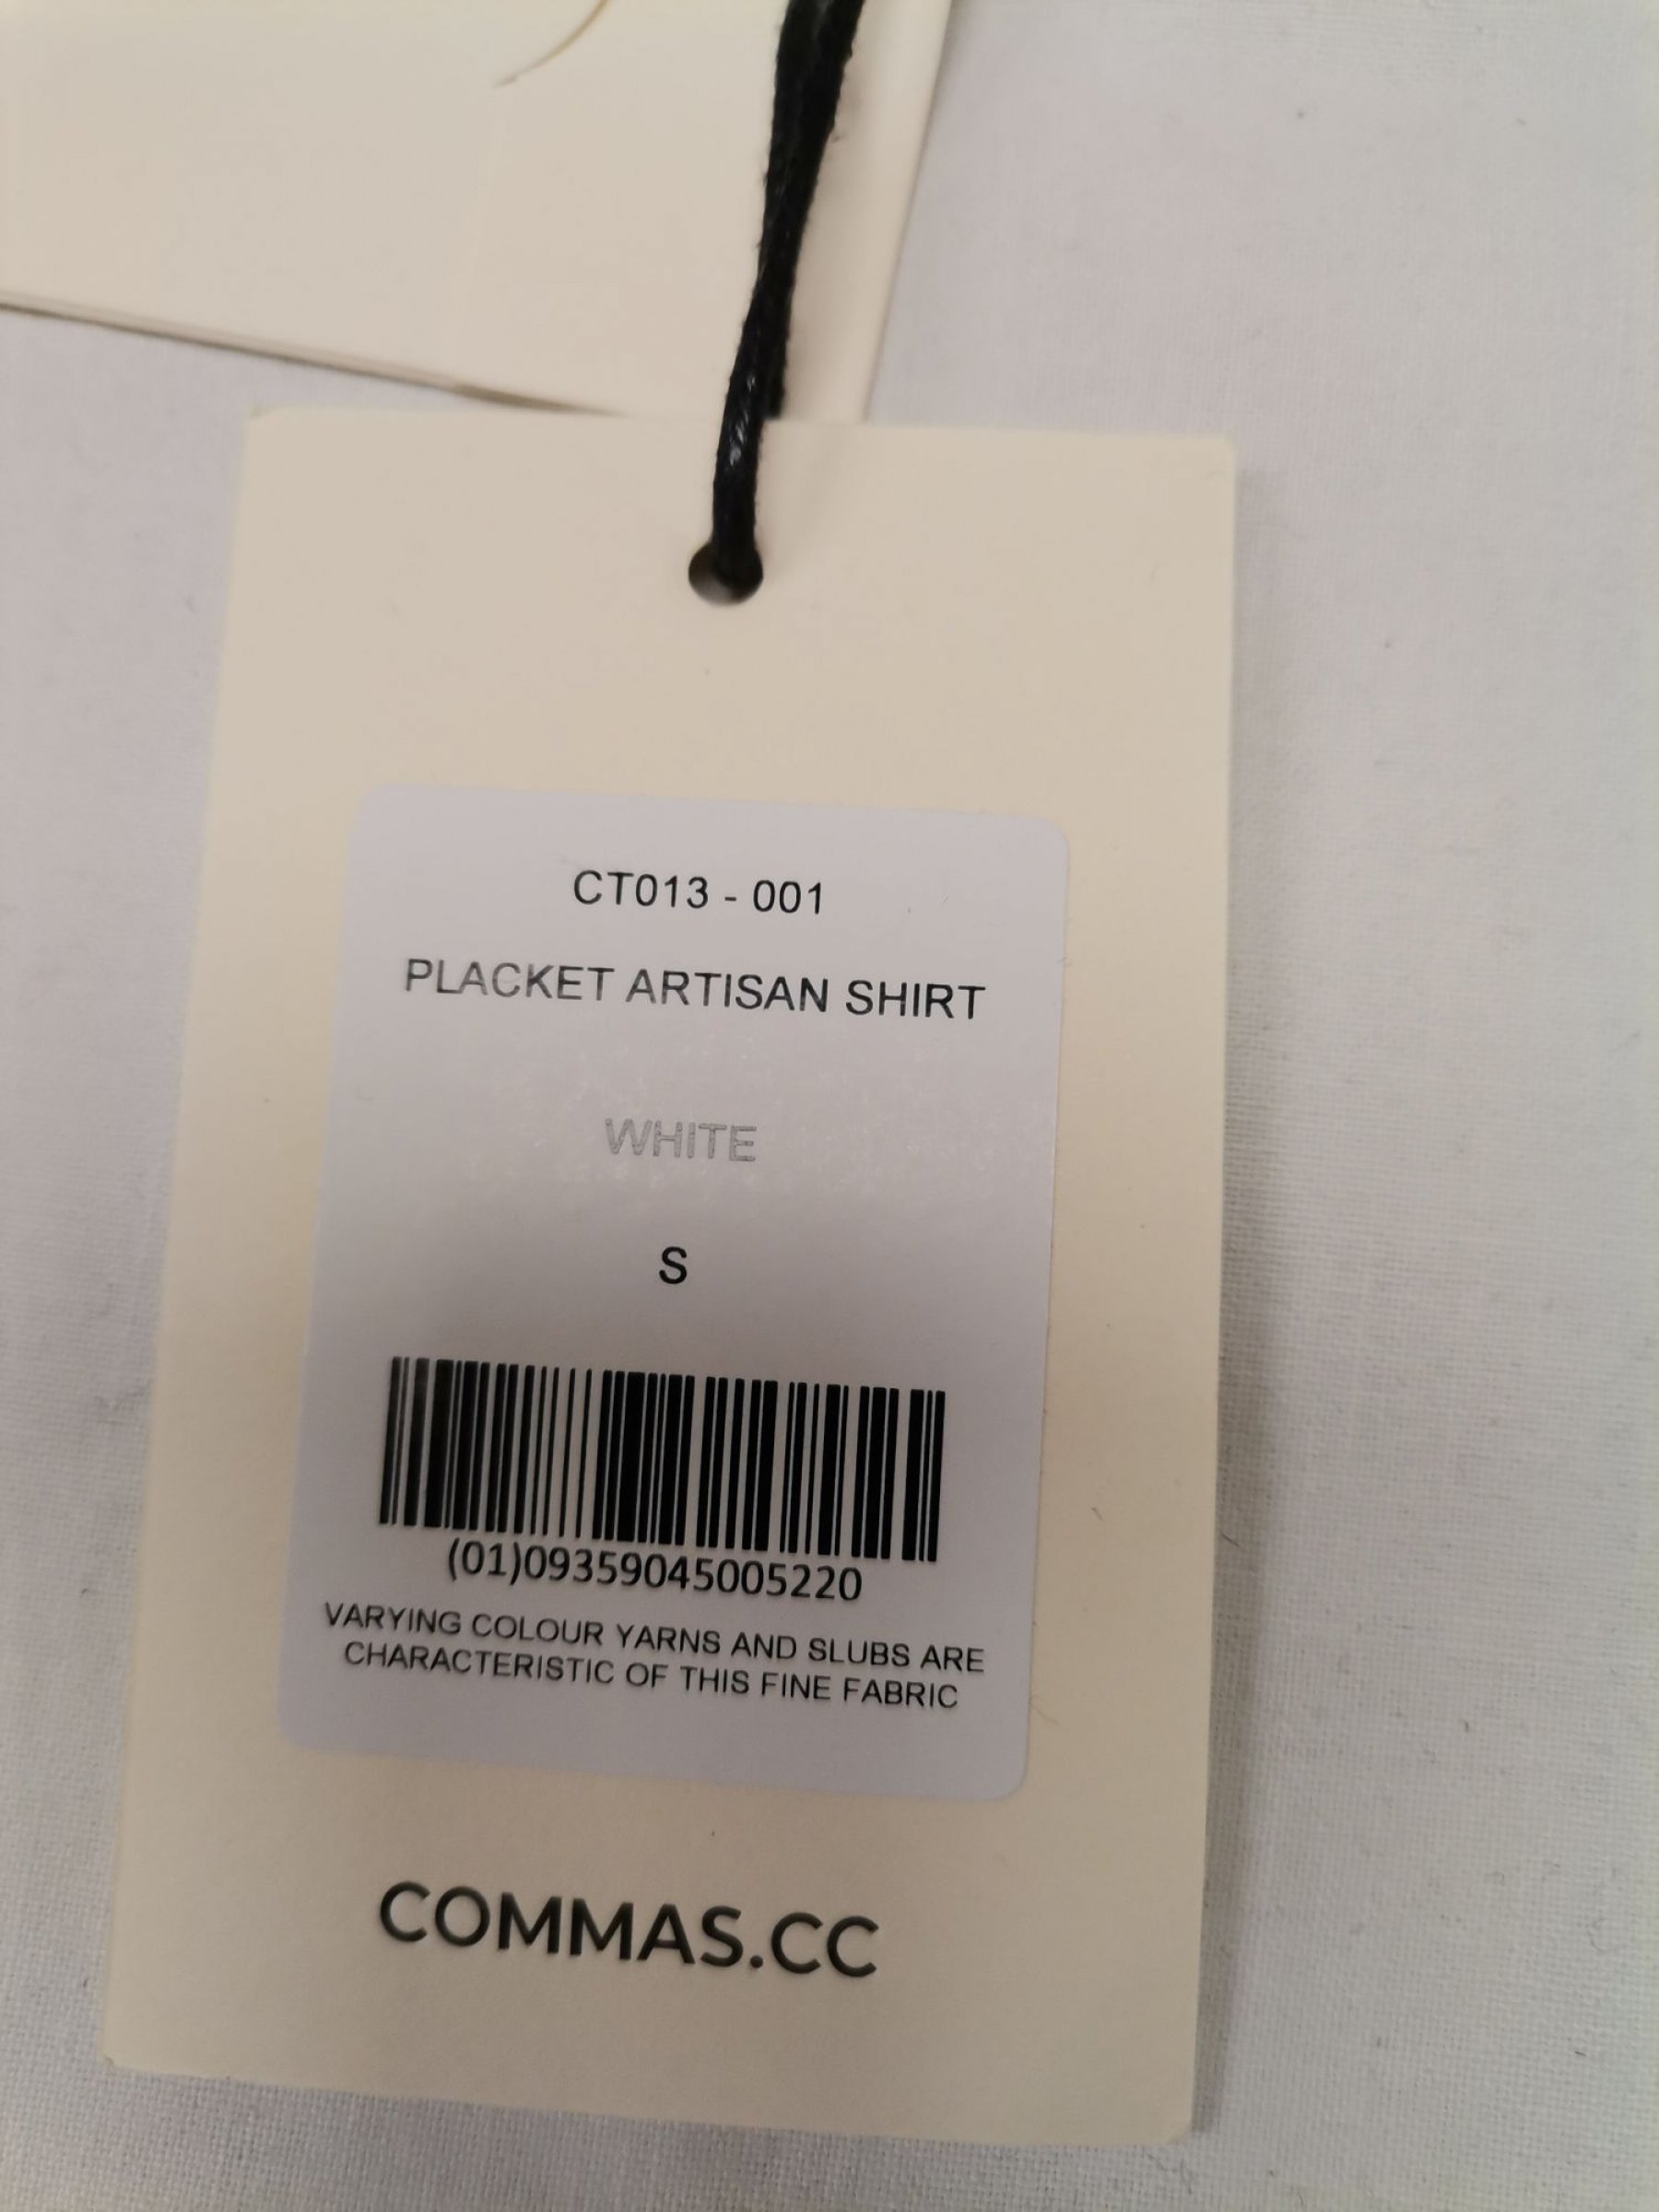 CT013 - 001
PLACKET ARTISAN SHIRT
WHITE
S
(01)09359045005220
VARYING COLOUR YARNS AND SLUBS ARE
CHARACTERISTIC OF THIS FINE FABRIC
COMMAS.CC